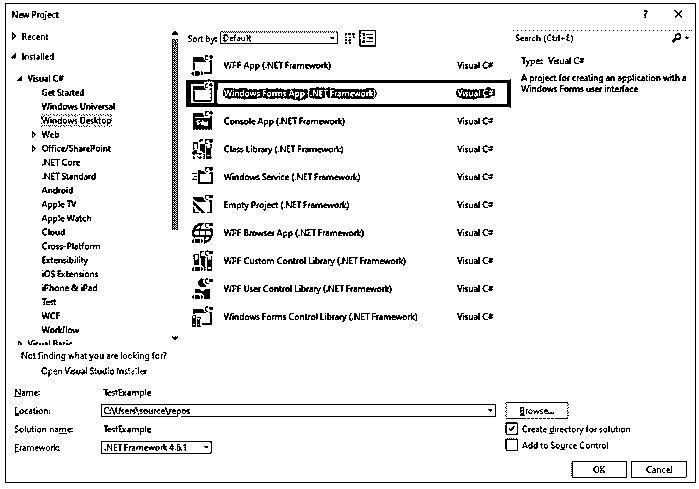 New Project
? X
Recent
Installed
Visual C#
Get Started
Windows Universal
Windows Desktop
Web
Office/SharePoint
.NET Core
.NET Standard
Android
Apple TV
Apple Watch
Cloud
Cross-Platform
Extensibility
iOS Extensions
iPhone & iPad
Test
WCF
Workflow
Visual Basic
Not finding what you are looking for?
Open Visual Studio Installer
Sort by: Default
WPF App (.NET Framework) Visual C#
Windows Forms App (.NET Framework) Visual C#
Console App (.NET Framework) Visual C#
Class Library (.NET Framework) Visual C#
Windows Service (.NET Framework) Visual C#
Empty Project (.NET Framework) Visual C#
WPF Browser App (.NET Framework) Visual C#
WPF Custom Control Library (.NET Framework) Visual C#
WPF User Control Library (.NET Framework) Visual C#
Windows Forms Control Library (.NET Framework) Visual C#
Search (Ctrl+E)
Type: Visual C#
A project for creating an application with a
Windows Forms user interface
Name: TestExample
Location: C:\Users\source\repos
Browse...
Solution name: TestExample
Create directory for solution
Framework: .NET Framework 4.6.1
Add to Source Control
OK Cancel